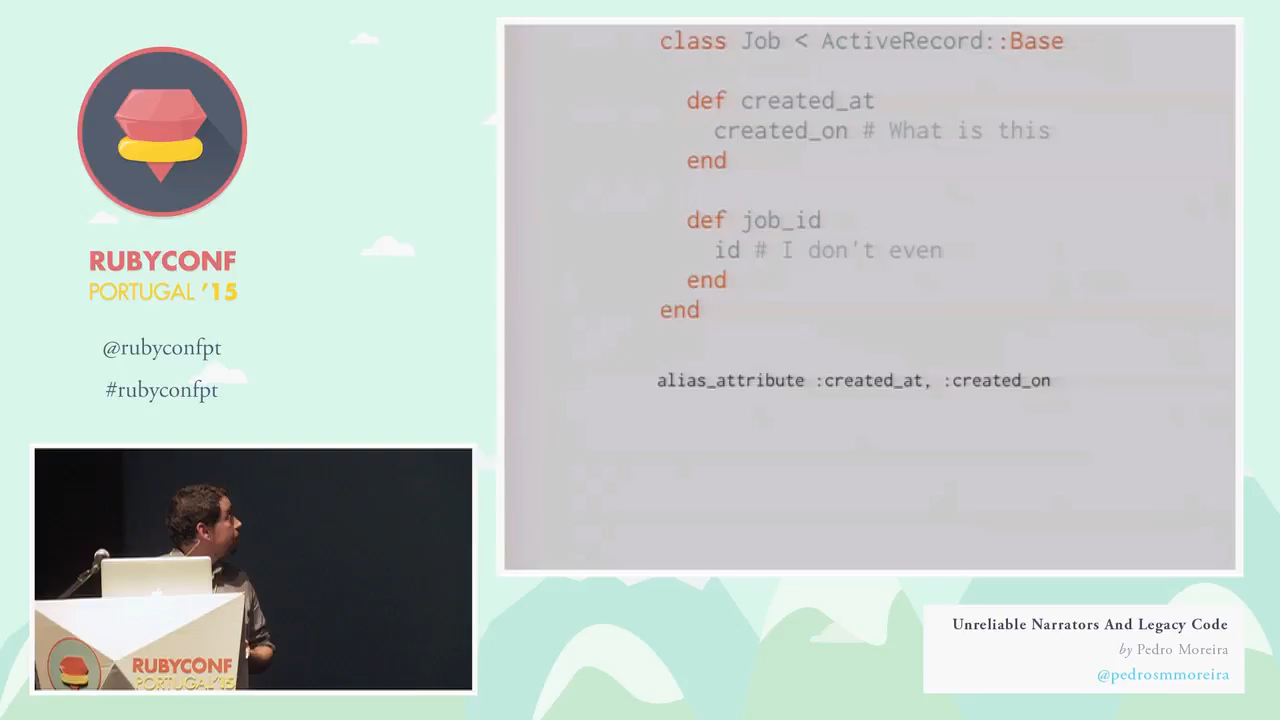 RUBYCONF
PORTUGAL '15
@rubyconfpt
#rubyconfpt
class Job < ActiveRecord::Base
def created_at
created_on # What is this
end
def job_id
id # I don't even
end
end
alias_attribute :created_at, :created_on
RUBYCONF
PORTUGAL'15
Unreliable Narrators And Legacy Code
by Pedro Moreira
@pedrosmmoreira